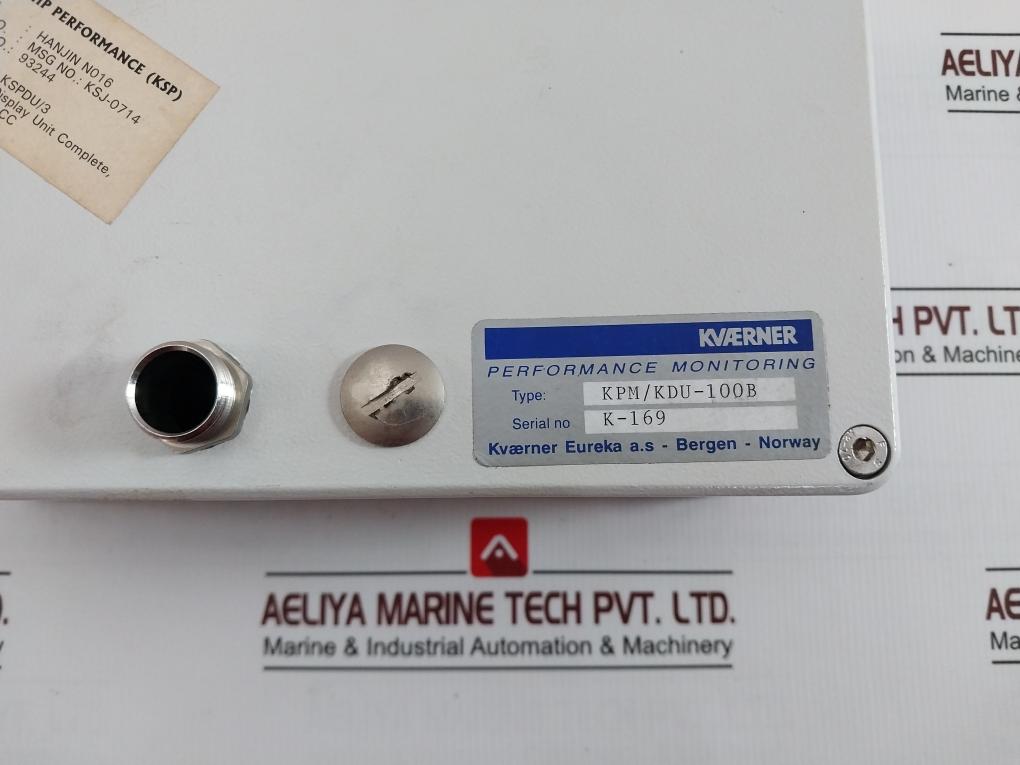 IIP PERFORMANCE (KSP)
: HANJIN NO16
O.: MSG NO.: KSJ-0714
93244
KSPDU/3
Display Unit Complete,
CC
KVÆRNER
PERFORMANCE MONITORING
Type: KPM/KDU-100B
Serial no K-169
Kværner Eureka a.s - Bergen - Norway
AELIYA
Marine &
H PVT. LT
on & Machine
AELIYA MARINE TECH PVT. LTD.
Marine & Industrial Automation & Machinery
AE
Ma